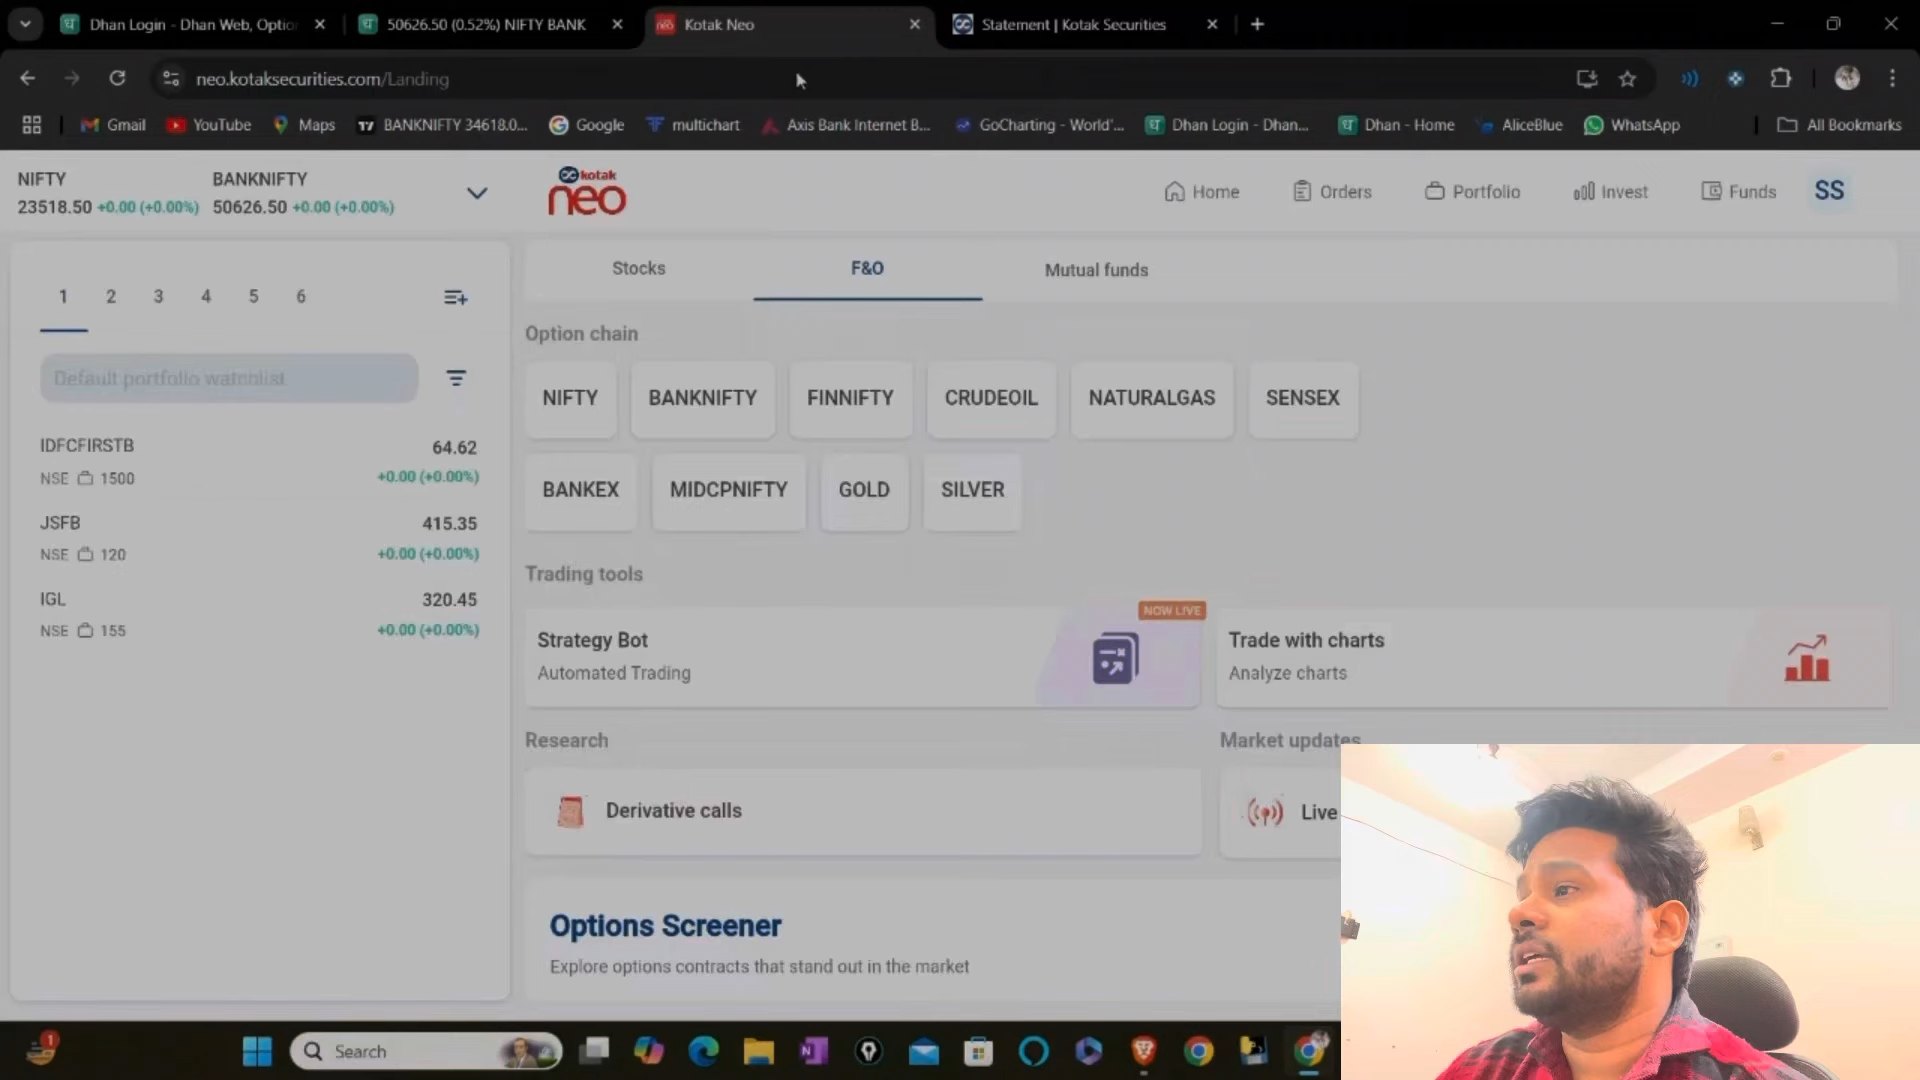 Dhan Login - Dhan Web, Optio
50626.50 (0.52%) NIFTY BANK
Kotak Neo
Statement | Kotak Securities
neo.kotaksecurities.com/Landing
Gmail
YouTube
Maps
BANKNIFTY 34618.0...
Google
multichart
Axis Bank Internet B...
GoCharting - World'...
Dhan Login - Dhan...
Dhan - Home
AliceBlue
WhatsApp
All Bookmarks
NIFTY
23518.50 +0.00 (+0.00%)
BANKNIFTY
50626.50 +0.00 (+0.00%)
kotak
neo
Home
Orders
Portfolio
Invest
Funds
SS
1 2 3 4 5 6
Default portfolio watchlist
IDFCFIRSTB 64.62
NSE 1500 +0.00 (+0.00%)
JSFB 415.35
NSE 120 +0.00 (+0.00%)
IGL 320.45
NSE 155 +0.00 (+0.00%)
Stocks
F&O
Mutual funds
Option chain
NIFTY
BANKNIFTY
FINNIFTY
CRUDEOIL
NATURALGAS
SENSEX
BANKEX
MIDCPNIFTY
GOLD
SILVER
Trading tools
NOW LIVE
Strategy Bot
Automated Trading
Trade with charts
Analyze charts
Research
Derivative calls
Market updates
Live
Options Screener
Explore options contracts that stand out in the market
1
Search